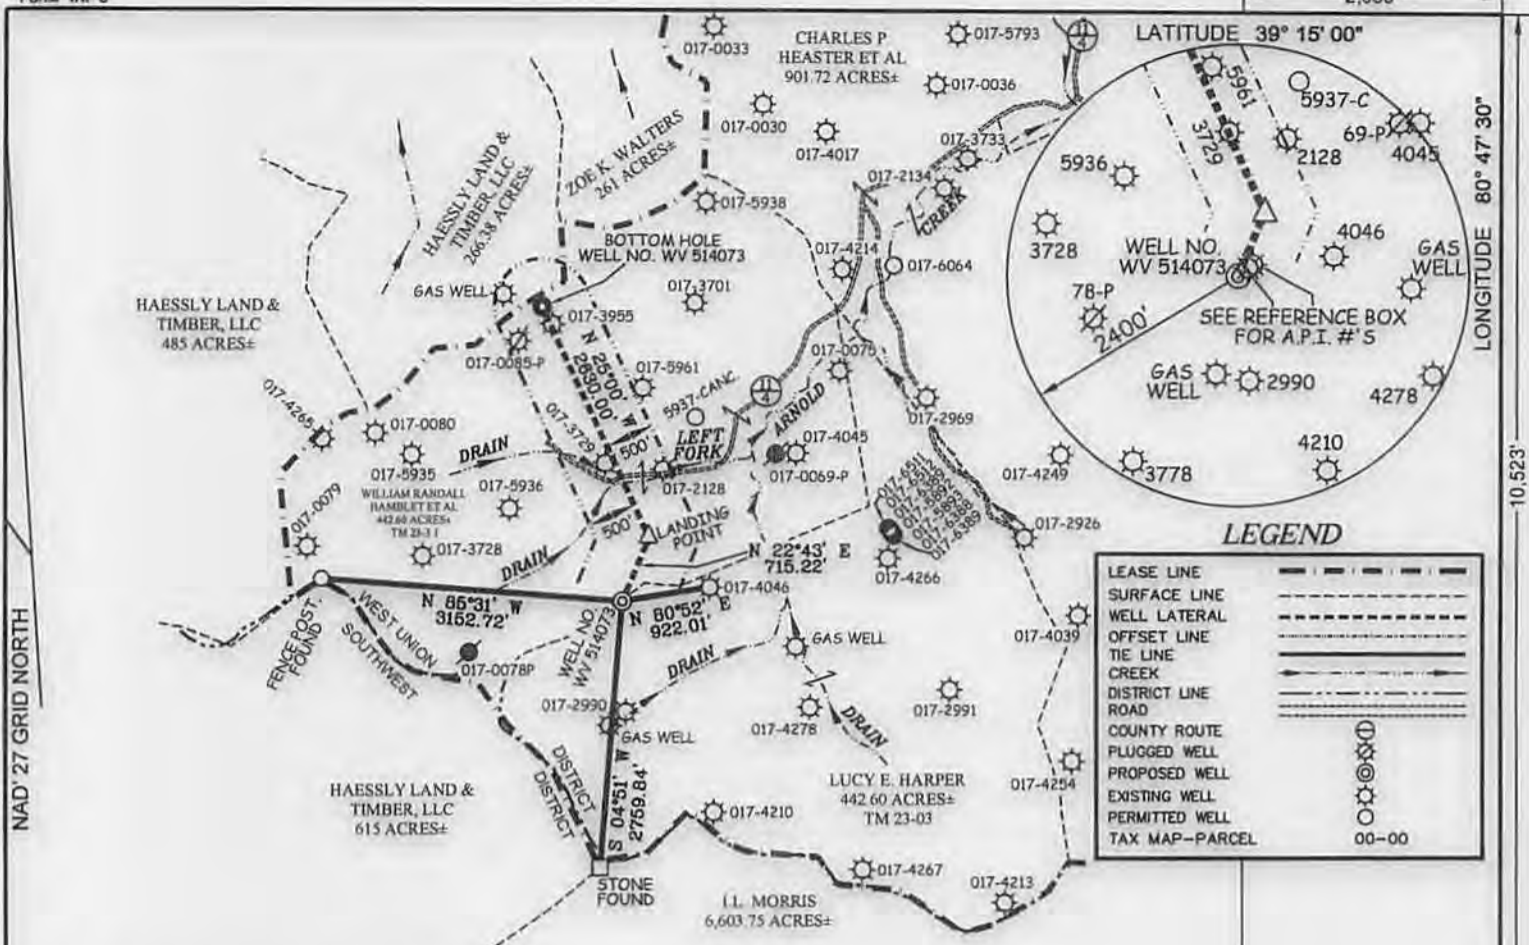 2,080
LATITUDE 39° 15' 00"
LONGITUDE 80° 47' 30"
10,523'
NAD' 27 GRID NORTH
017-0033
CHARLES P
HEASTER ET AL
901.72 ACRES±
017-5793
11
4
017-0036
017-0030
017-4017
017-3733
017-2134
CREEK
HAESSLY LAND &
TIMBER, LLC
266.38 ACRES±
ZOE K. WALTERS
261 ACRES±
017-5938
BOTTOM HOLE
WELL NO. WV 514073
017-4214
017-6064
GAS WELL
017-3701
017-3955
HAESSLY LAND &
TIMBER, LLC
485 ACRES±
017-0085-P
N 25°00' W
2630.00'
017-5961
017-0075
5937-CANC.
11
4
ARNOLD
017-2969
017-4265
017-0080
017-3729
500'
LEFT
FORK
017-4045
DRAIN
017-5935
017-0069-P
017-4249
WILLIAM RANDALL
HAMBLET ET AL
442.60 ACRES±
TM 23-3.1
017-5936
017-2128
017-0079
500'
LANDING
POINT
017-6511
017-6389
017-2926
017-3728
DRAIN
N 22°43' E
715.22'
017-4266
017-4046
N 85°31' W
3152.72'
N 80°52' E
922.01'
FENCE POST
FOUND
WEST UNION
SOUTHWEST
DISTRICT
DISTRICT
017-0078P
WELL NO.
WV 514073
DRAIN
GAS WELL
017-4039
017-2990
GAS WELL
017-4278
DRAIN
017-2991
S 04°51' W
2759.84'
LUCY E. HARPER
442.60 ACRES±
TM 23-03
017-4254
HAESSLY LAND &
TIMBER, LLC
615 ACRES±
017-4210
017-4267
017-4213
STONE
FOUND
I.L. MORRIS
6,603.75 ACRES±
5961
5937-C
3729
69-P
2128
4045
5936
3728
WELL NO.
WV 514073
4046
GAS
WELL
78-P
2400'
SEE REFERENCE BOX
FOR A.P.I. #'S
GAS
WELL
2990
4278
4210
3778
LEGEND
LEASE LINE
SURFACE LINE
WELL LATERAL
OFFSET LINE
TIE LINE
CREEK
DISTRICT LINE
ROAD
COUNTY ROUTE
PLUGGED WELL
PROPOSED WELL
EXISTING WELL
PERMITTED WELL
TAX MAP-PARCEL 00-00